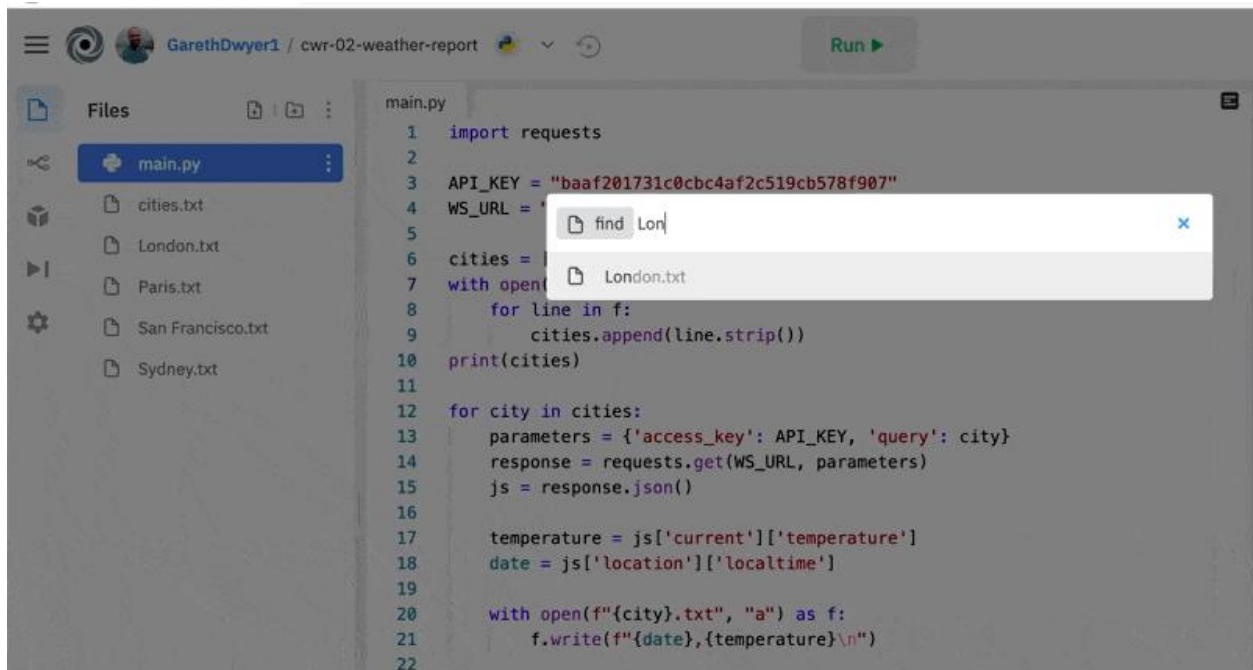 GarethDwyer1 / cwr-02-weather-report
Run
Files
main.py
cities.txt
London.txt
Paris.txt
San Francisco.txt
Sydney.txt
main.py
1 import requests
2
3 API_KEY = "baaf201731c0cbc4af2c519cb578f907"
4 WS_URL = "
5
6 cities = [
7 with open(
8 for line in f:
9 cities.append(line.strip())
10 print(cities)
11
12 for city in cities:
13 parameters = {'access_key': API_KEY, 'query': city}
14 response = requests.get(WS_URL, parameters)
15 js = response.json()
16
17 temperature = js['current']['temperature']
18 date = js['location']['localtime']
19
20 with open(f"{city}.txt", "a") as f:
21 f.write(f"{date},{temperature}\n")
22
find Lon
London.txt